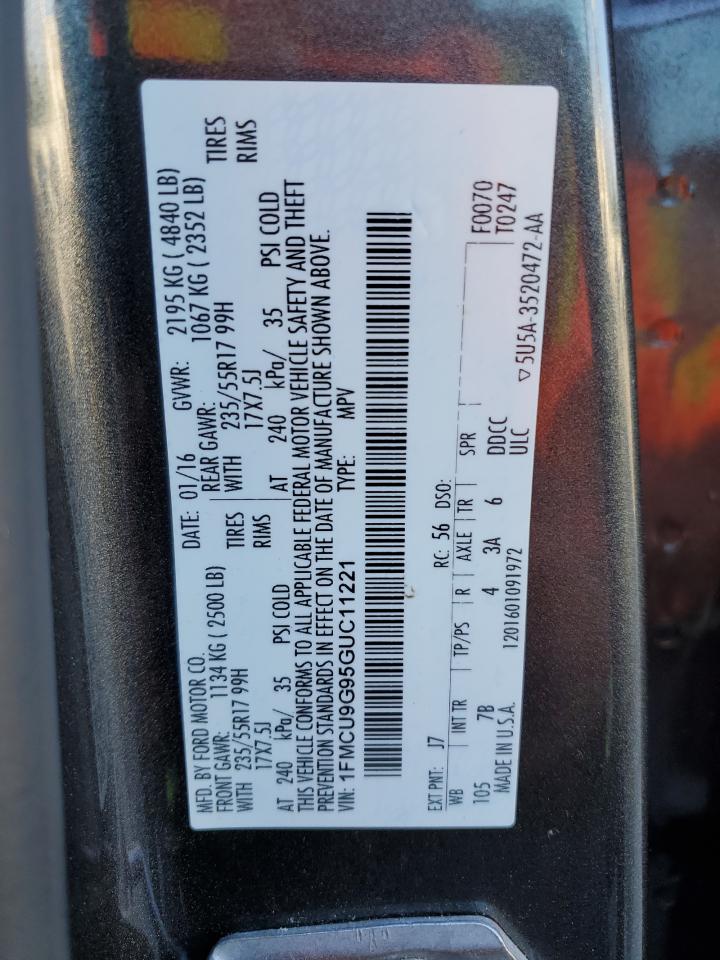 MFD. BY FORD MOTOR CO. DATE: 01/16 GVWR: 2195 KG ( 4840 LB)
FRONT GAWR: 1134 KG ( 2500 LB) REAR GAWR: 1067 KG ( 2352 LB)
WITH 235/55R17 99H TIRES WITH 235/55R17 99H TIRES
17X7.5J RIMS 17X7.5J RIMS
AT 240 kPa/ 35 PSI COLD AT 240 kPa/ 35 PSI COLD
THIS VEHICLE CONFORMS TO ALL APPLICABLE FEDERAL MOTOR VEHICLE SAFETY AND THEFT
PREVENTION STANDARDS IN EFFECT ON THE DATE OF MANUFACTURE SHOWN ABOVE.
VIN: 1FMCU9G95GUC11221 TYPE: MPV
EXT PNT: J7 RC: 56 DSO: F0070
T0247
WB INT TR TP/PS R AXLE TR SPR
105 7B 4 3A 6 DDCC
ULC
MADE IN U.S.A. 1201601091972 ▽5U5A-3520472-AA